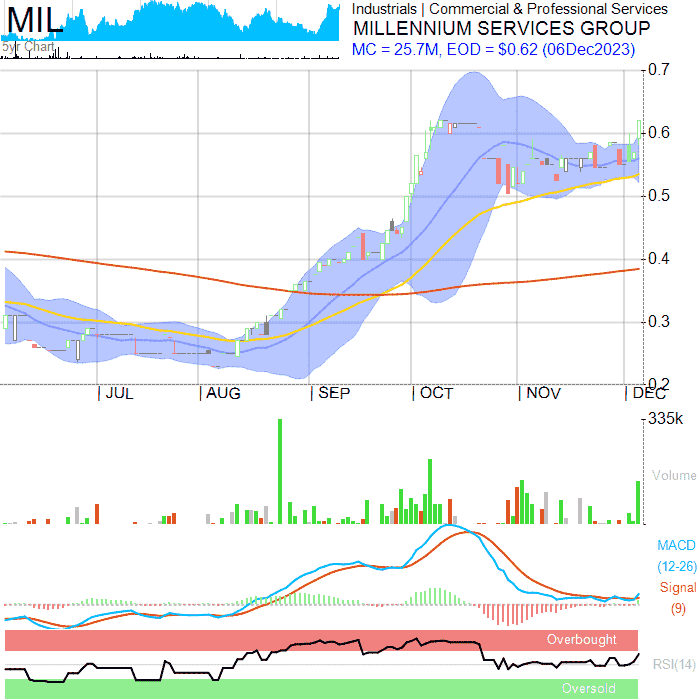 MIL
Industrials | Commercial & Professional Services
MILLENNIUM SERVICES GROUP
5yr Chart
MC = 25.7M, EOD = $0.62 (06Dec2023)
0.7
0.6
0.5
0.4
0.3
0.2
JUL
AUG
SEP
OCT
NOV
DEC
335k
Volume
MACD
(12-26)
Signal
(9)
Overbought
RSI(14)
Oversold